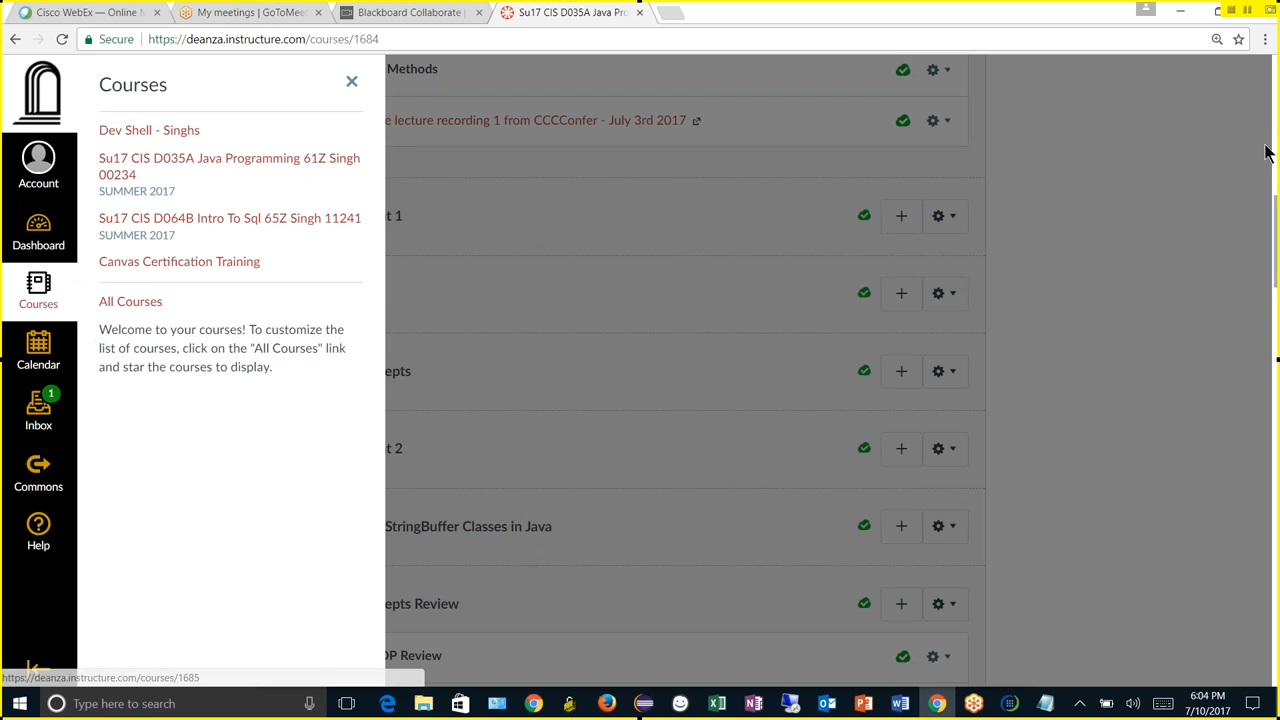 Cisco WebEx — Online M
My meetings | GoToMeet
Blackboard Collaborate |
Su17 CIS D035A Java Pro
Secure
https://deanza.instructure.com/courses/1684
Courses
Methods
Dev Shell - Singhs
e lecture recording 1 from CCCConfer - July 3rd 2017
Su17 CIS D035A Java Programming 61Z Singh
00234
SUMMER 2017
Su17 CIS D064B Intro To Sql 65Z Singh 11241
SUMMER 2017
Canvas Certification Training
All Courses
Welcome to your courses! To customize the
list of courses, click on the "All Courses" link
and star the courses to display.
Account
Dashboard
Courses
Calendar
1
Inbox
Commons
Help
t 1
epts
t 2
StringBuffer Classes in Java
epts Review
OP Review
https://deanza.instructure.com/courses/1685
Type here to search
6:04 PM
7/10/2017